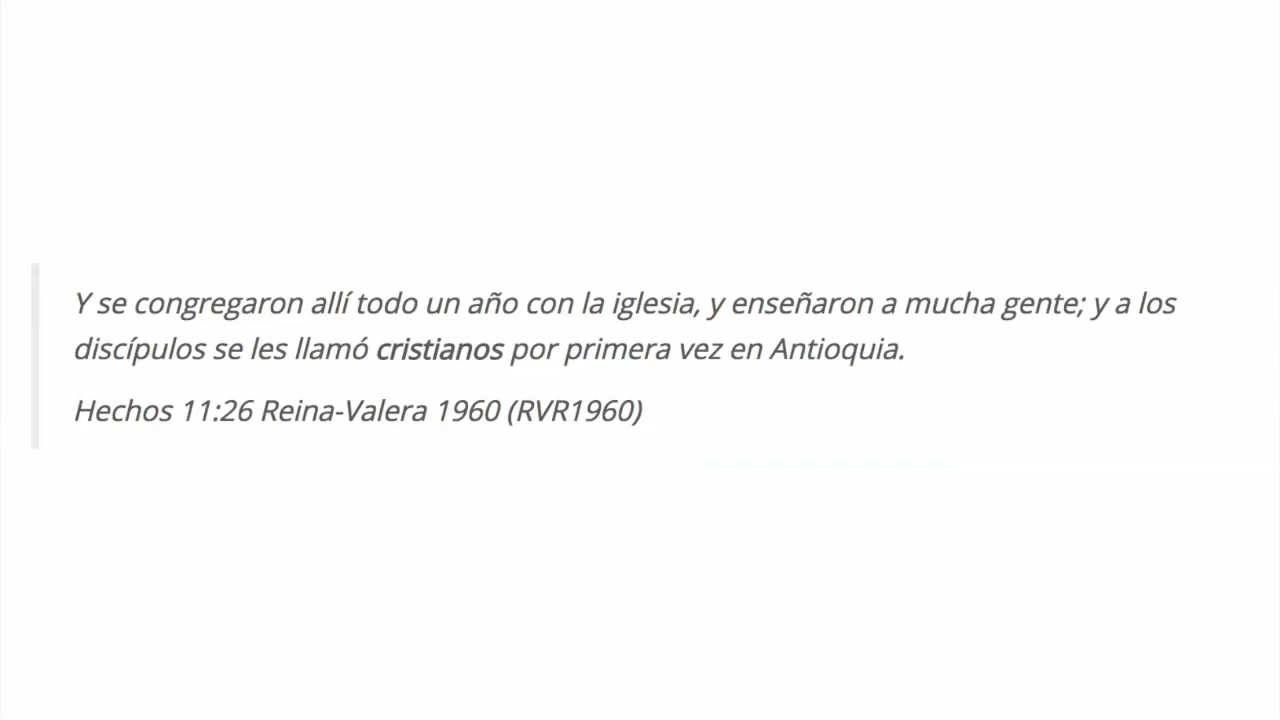 Y se congregaron allí todo un año con la iglesia, y enseñaron a mucha gente; y a los
discípulos se les llamó cristianos por primera vez en Antioquia.
Hechos 11:26 Reina-Valera 1960 (RVR1960)